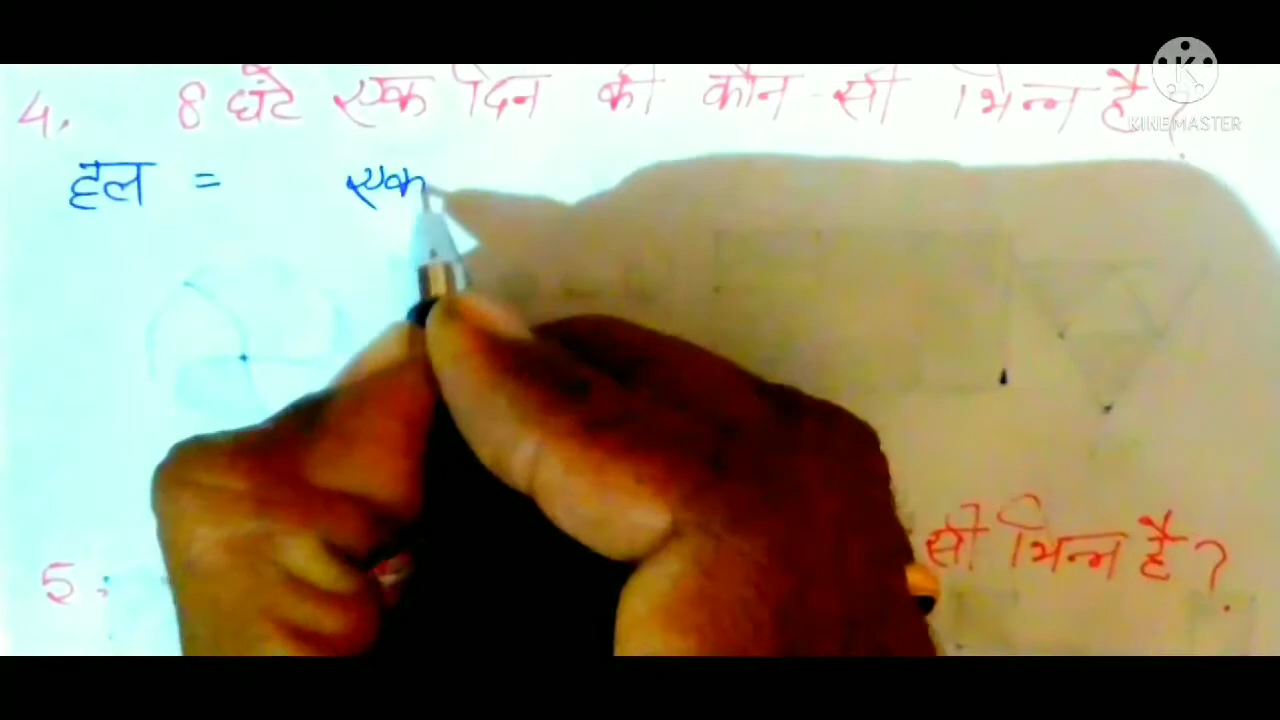 4. 8 घंटे एक दिन की कौन-सी भिन्न है?
KINEMASTER
हल = एक
सी भिन्न है?
5: